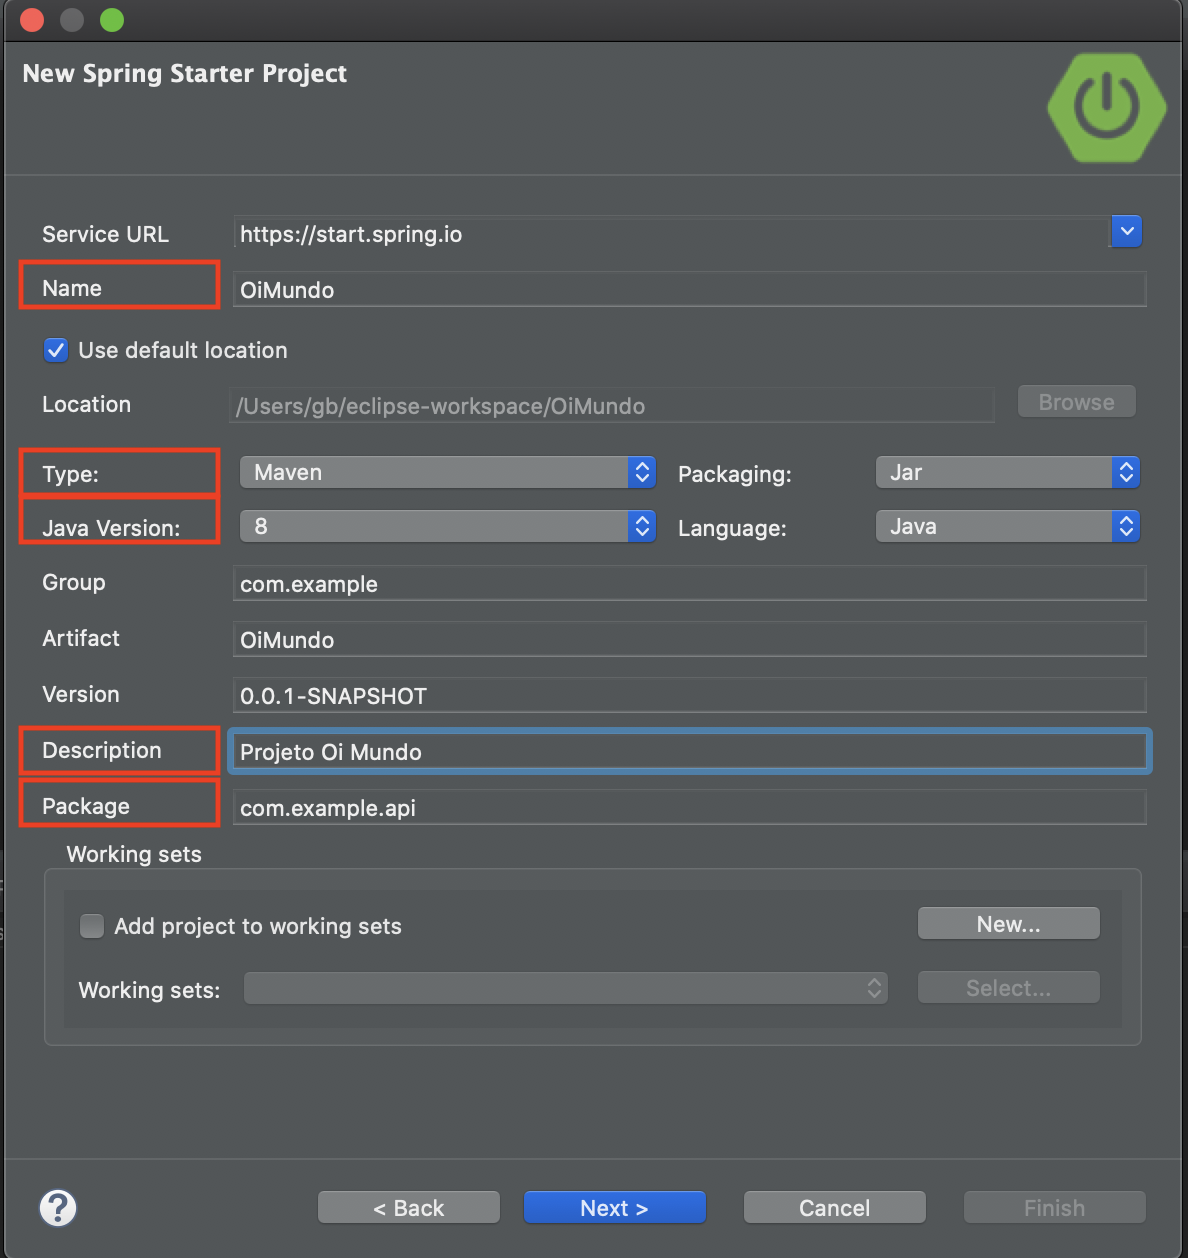 New Spring Starter Project
Service URL https://start.spring.io
Name OiMundo
Use default location
Location /Users/gb/eclipse-workspace/OiMundo Browse
Type: Maven Packaging: Jar
Java Version: 8 Language: Java
Group com.example
Artifact OiMundo
Version 0.0.1-SNAPSHOT
Description Projeto Oi Mundo
Package com.example.api
Working sets
Add project to working sets New...
Working sets: Select...
? < Back Next > Cancel Finish